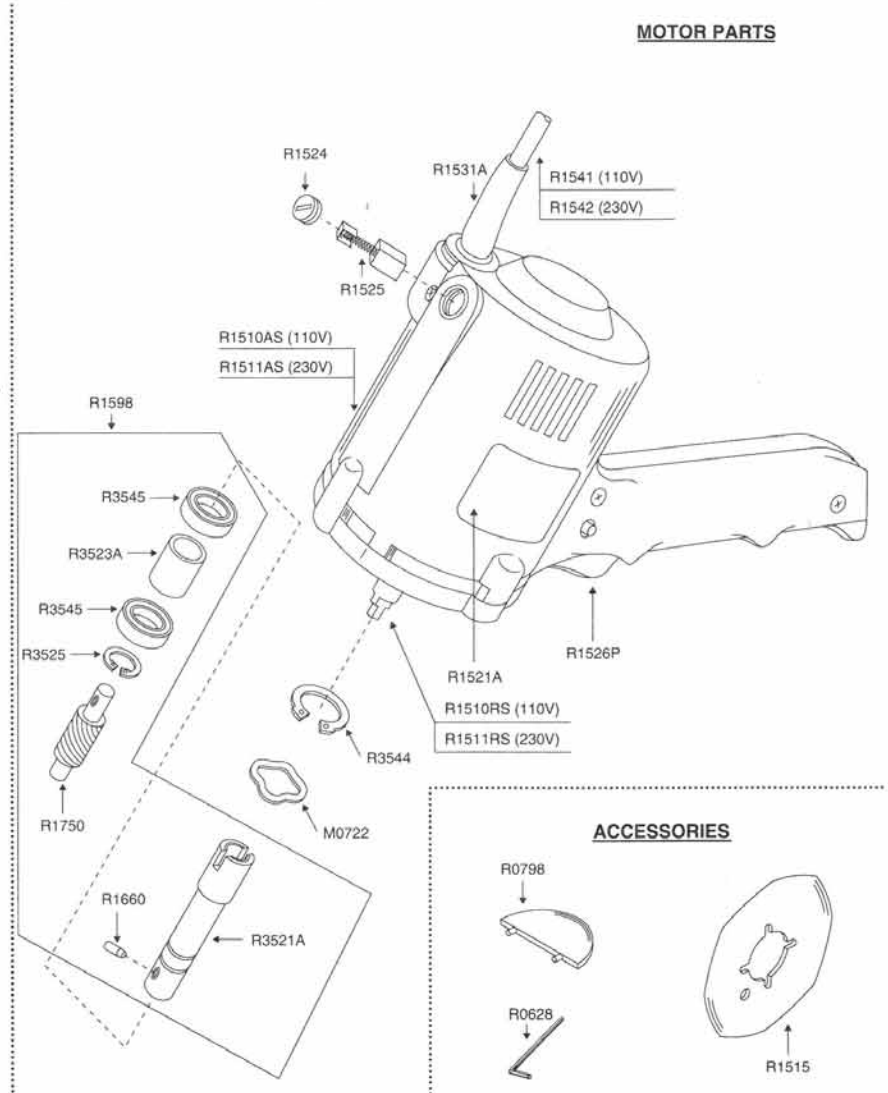 MOTOR PARTS
R1524
R1531A
R1541 (110V)
R1542 (230V)
R1525
R1510AS (110V)
R1511AS (230V)
R1598
R3545
R3523A
R3545
R3525
R1526P
R1521A
R1510RS (110V)
R1511RS (230V)
R3544
R1750
M0722
ACCESSORIES
R0798
R1660
R3521A
R0628
R1515